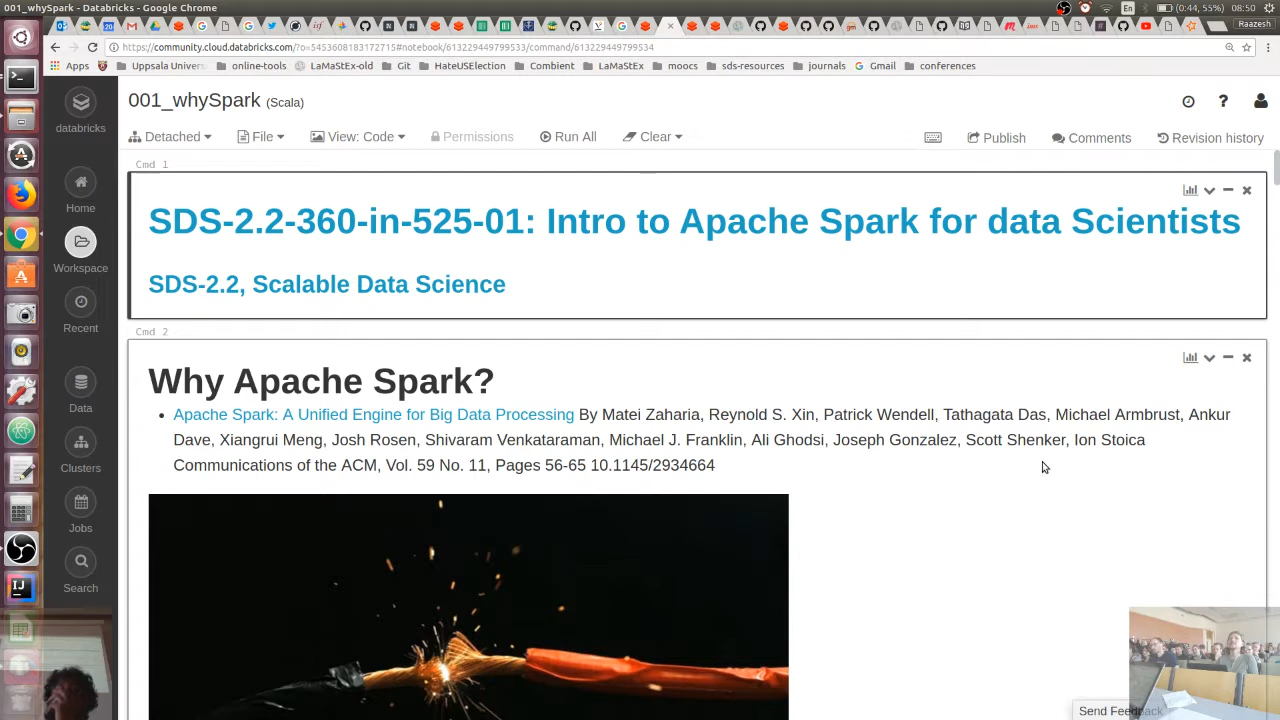 001_whySpark - Databricks - Google Chrome
En
(0:44, 55%)
08:50
Raazesh
https://community.cloud.databricks.com/?o=5453608183172715#notebook/613229449799533/command/613229449799534
Apps
Uppsala Univers
online-tools
LaMaStEx-old
Git
HateUSElection
Combient
LaMaStEx
moocs
sds-resources
journals
Gmail
conferences
databricks
Home
Workspace
Recent
Data
Clusters
Jobs
Search
001_whySpark (Scala)
Detached
File
View: Code
Permissions
Run All
Clear
Publish
Comments
Revision history
Cmd 1
SDS-2.2-360-in-525-01: Intro to Apache Spark for data Scientists
SDS-2.2, Scalable Data Science
Cmd 2
Why Apache Spark?
Apache Spark: A Unified Engine for Big Data Processing By Matei Zaharia, Reynold S. Xin, Patrick Wendell, Tathagata Das, Michael Armbrust, Ankur
Dave, Xiangrui Meng, Josh Rosen, Shivaram Venkataraman, Michael J. Franklin, Ali Ghodsi, Joseph Gonzalez, Scott Shenker, Ion Stoica
Communications of the ACM, Vol. 59 No. 11, Pages 56-65 10.1145/2934664
Send Feedback